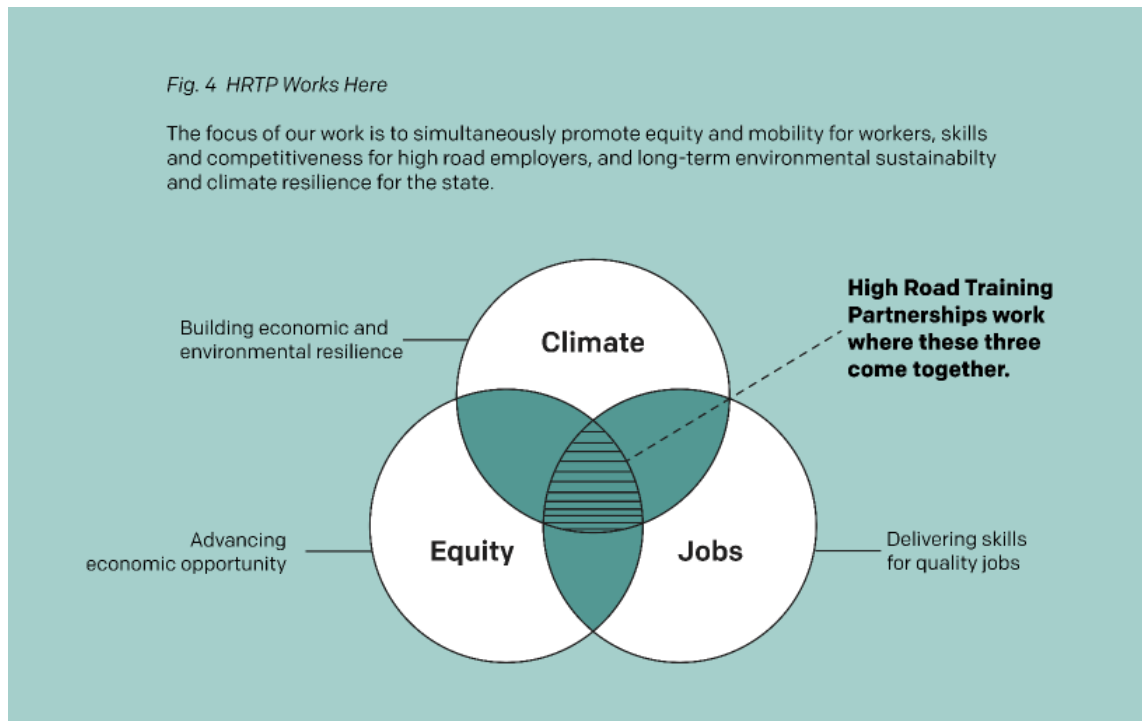 Fig. 4 HRTP Works Here
The focus of our work is to simultaneously promote equity and mobility for workers, skills
and competitiveness for high road employers, and long-term environmental sustainabilty
and climate resilience for the state.
High Road Training
Partnerships work
where these three
come together.
Building economic and
environmental resilience
Climate
Advancing
economic opportunity
Equity
Jobs
Delivering skills
for quality jobs